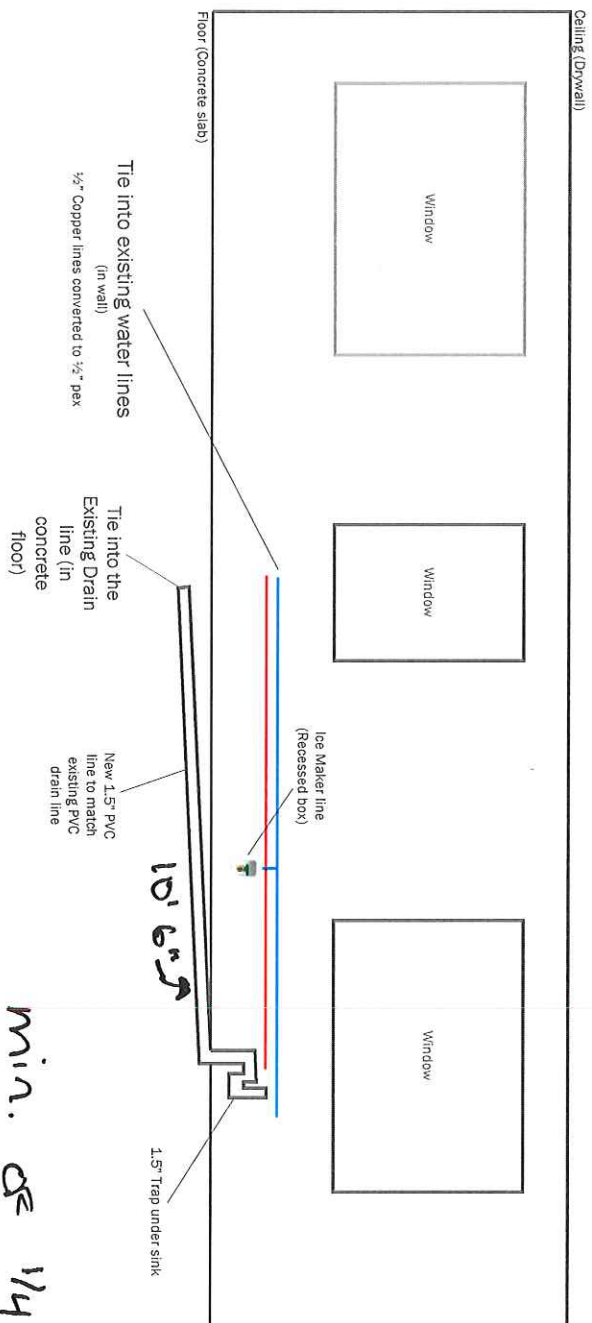 Ceiling (Drywall)
Window
Window
Window
Floor (Concrete slab)
Tie into existing water lines
(in wall)
½" Copper lines converted to ½" pex
Ice Maker line
(Recessed box)
Tie into the
Existing Drain
line (in
concrete
floor)
New 1.5" PVC
line to match
existing PVC
drain line
10' 6"
1.5" Trap under sink
min. of 1/4